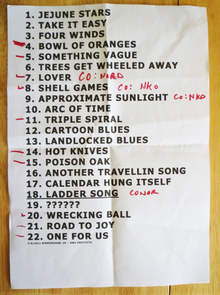 1. JEJUNE STARS
2. TAKE IT EASY
3. FOUR WINDS
4. BOWL OF ORANGES
5. SOMETHING VAGUE
6. TREES GET WHEELED AWAY
7. LOVER CO: NORD
8. SHELL GAMES CO: NKO
9. APPROXIMATE SUNLIGHT CO: NKO
10. ARC OF TIME
11. TRIPLE SPIRAL
12. CARTOON BLUES
13. LANDLOCKED BLUES
14. HOT KNIVES
15. POISON OAK
16. ANOTHER TRAVELLIN SONG
17. CALENDAR HUNG ITSELF
18. LADDER SONG CONOR
19. ??????
20. WRECKING BALL
21. ROAD TO JOY
22. ONE FOR US